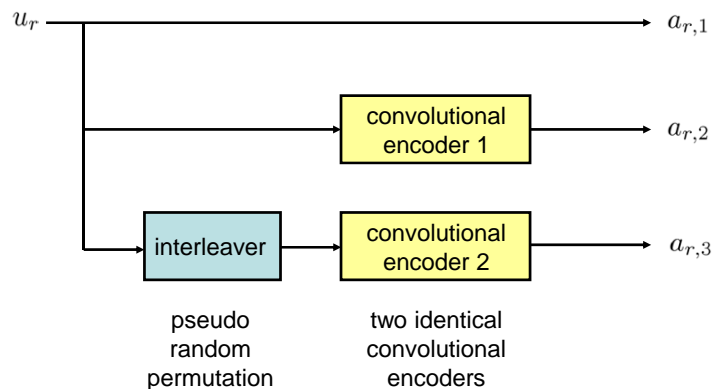 u_r
a_{r,1}
convolutional
encoder 1
a_{r,2}
interleaver
convolutional
encoder 2
a_{r,3}
pseudo
random
permutation
two identical
convolutional
encoders